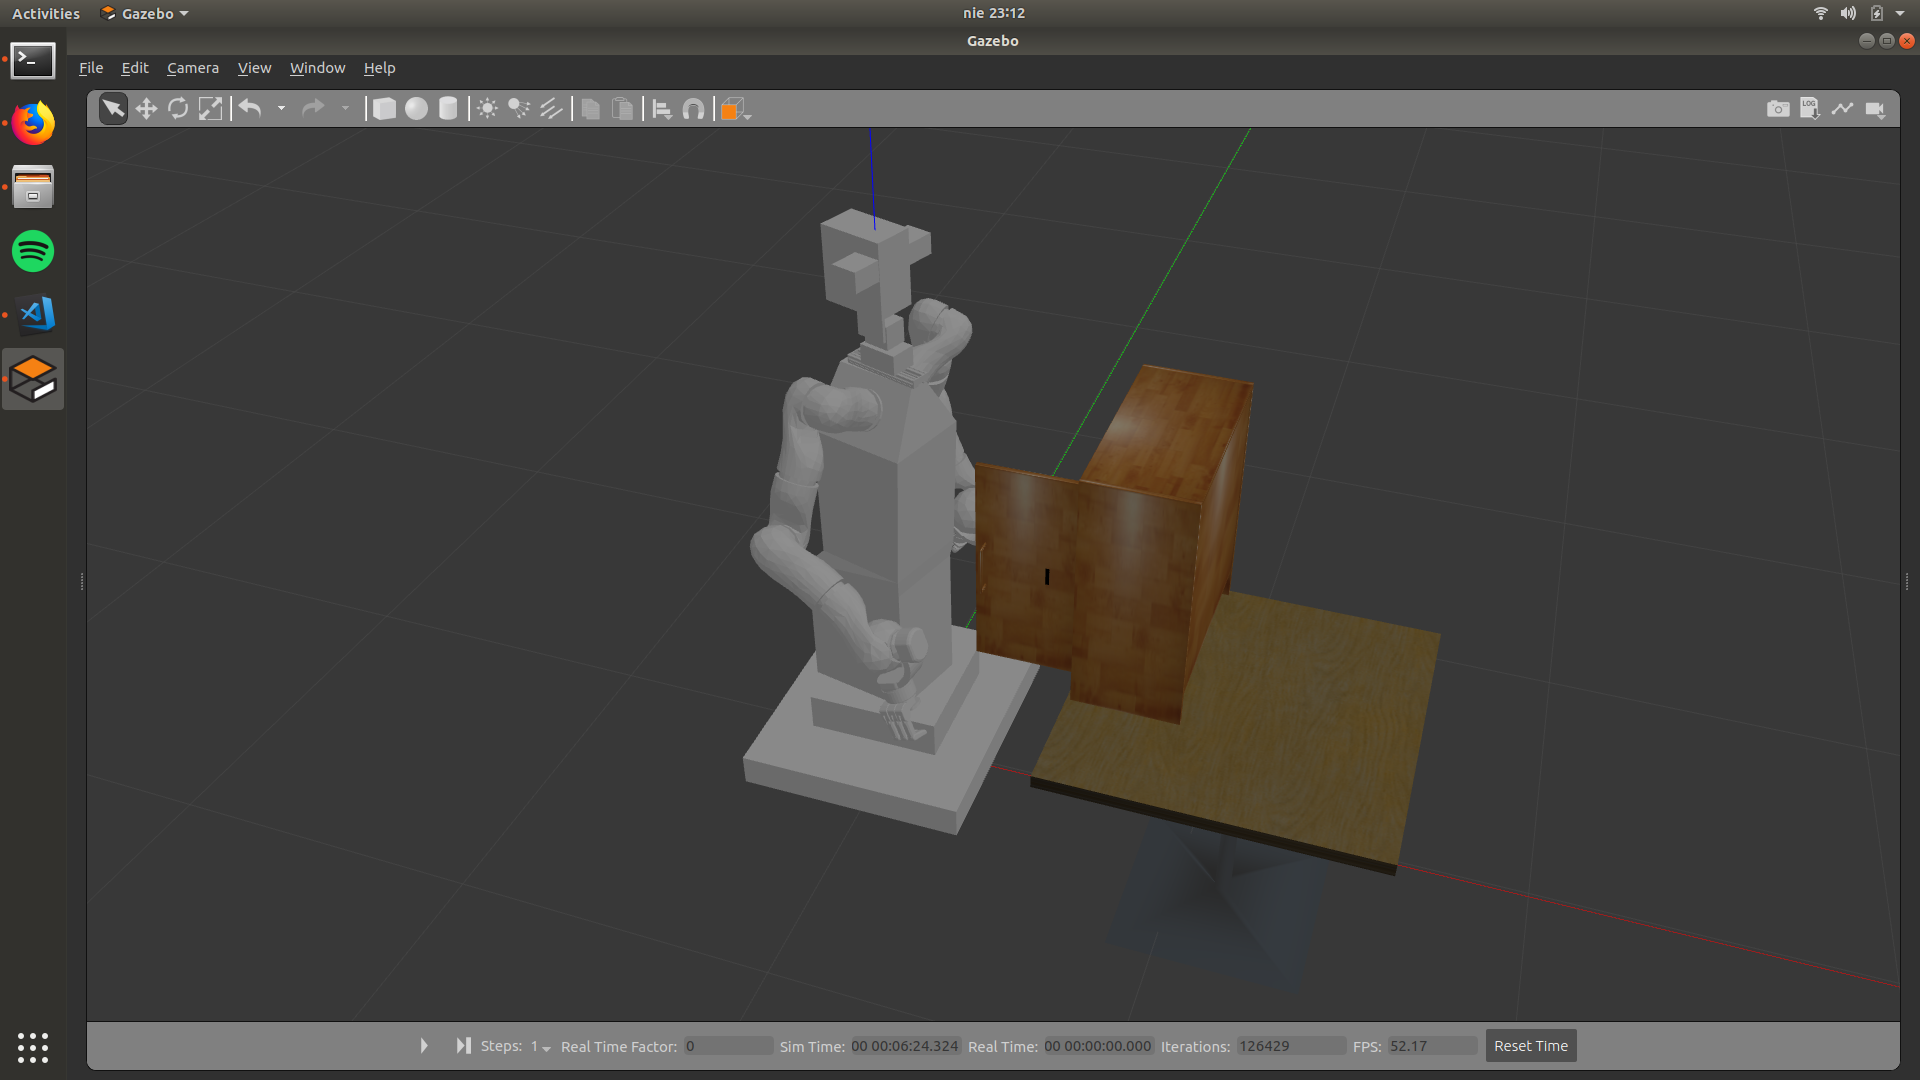 Activities Gazebo nie 23:12
Gazebo
File Edit Camera View Window Help
LOG
Steps: 1 Real Time Factor: 0 Sim Time: 00 00:06:24.324 Real Time: 00 00:00:00.000 Iterations: 126429 FPS: 52.17 Reset Time